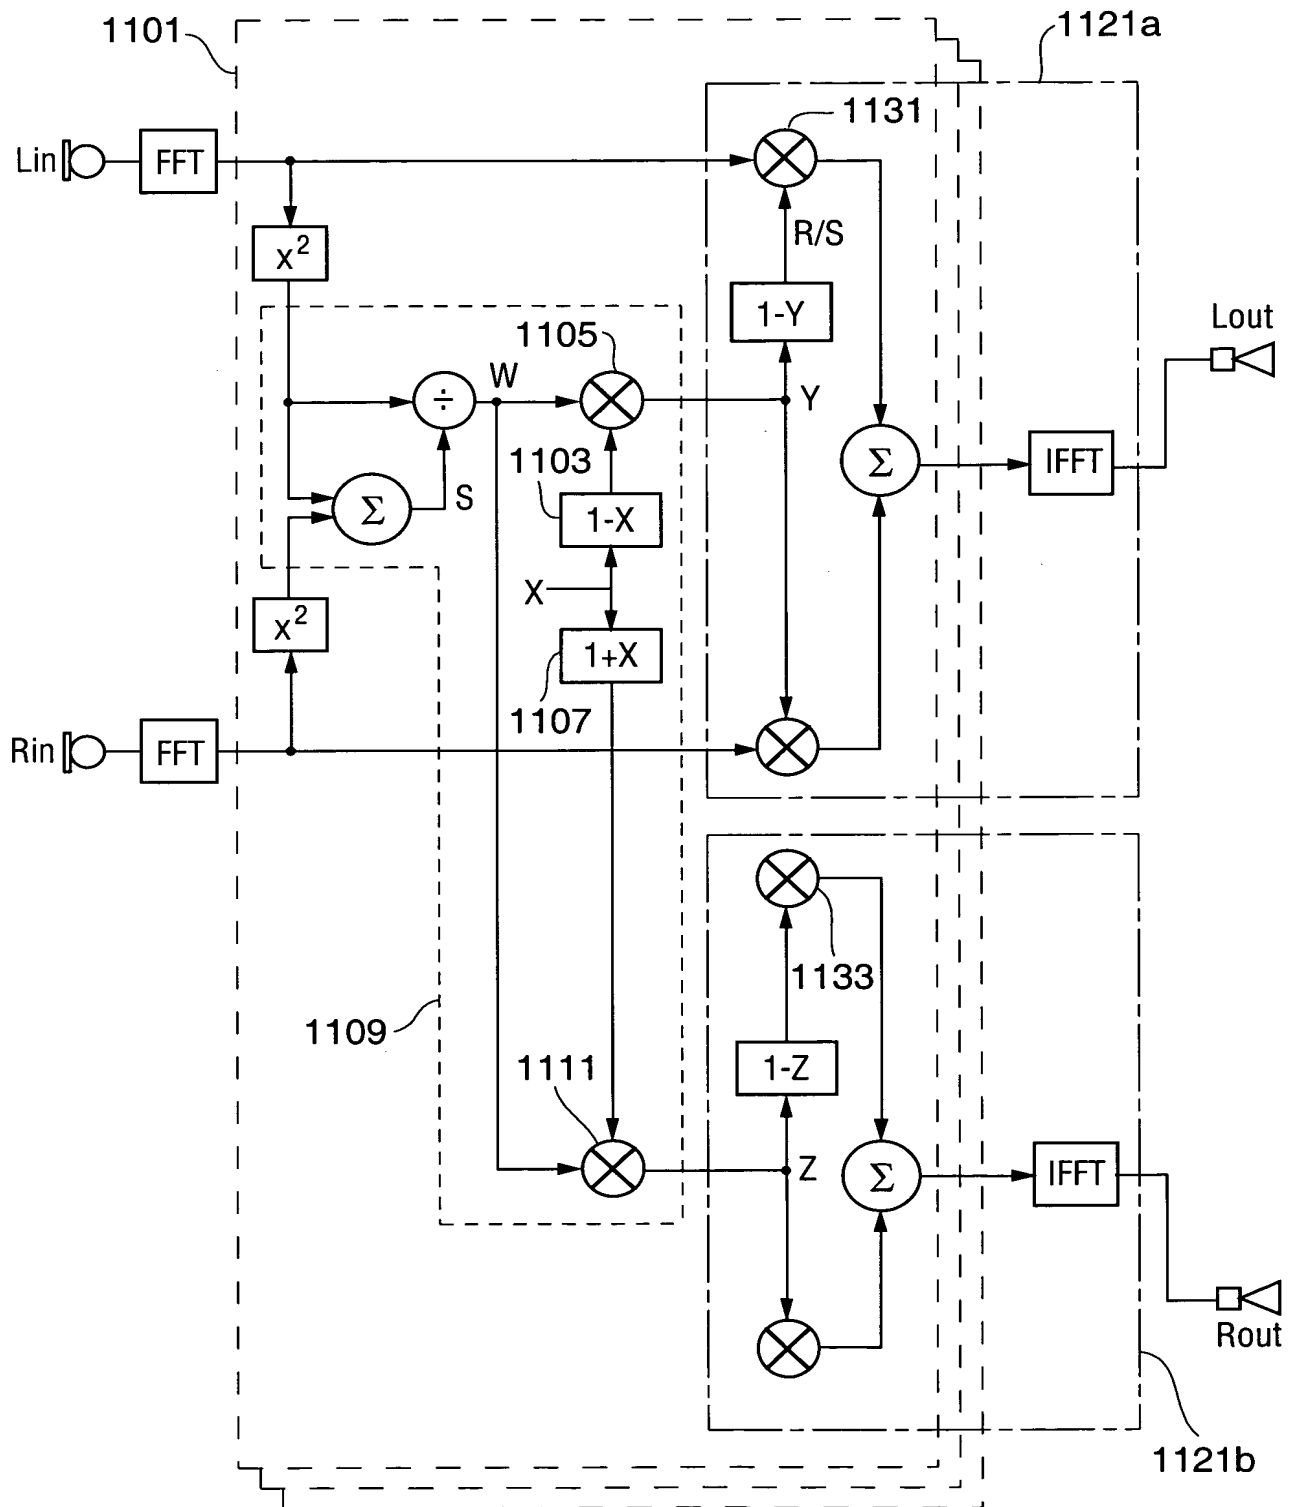 1101
1121a
1131
Lin
FFT
x²
R/S
1-Y
Lout
1105
÷
W
Y
1103
Σ
IFFT
Σ
S
1-X
X
x²
1+X
1107
Rin
FFT
1133
1109
1111
1-Z
Z
Σ
IFFT
Rout
1121b